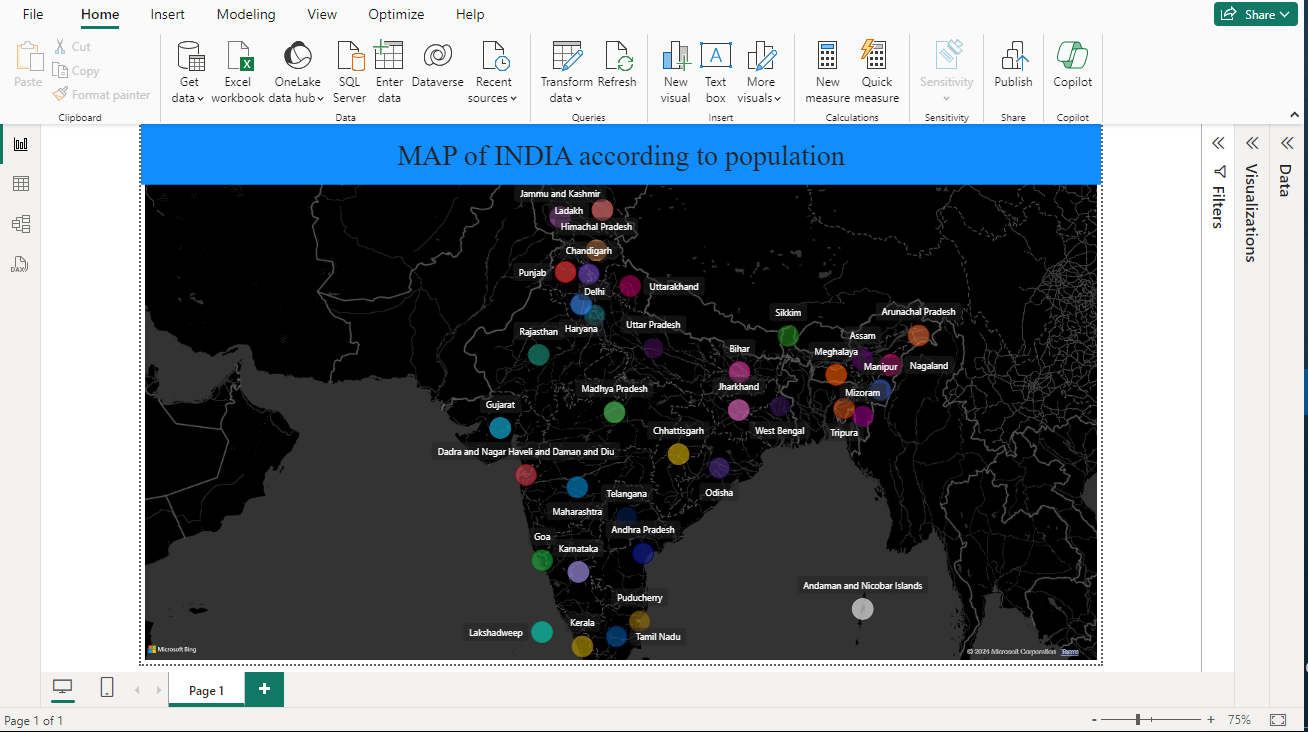 File Home Insert Modeling View Optimize Help Share
Paste
Cut
Copy
Format painter
Clipboard
Get data
Excel workbook
OneLake data hub
SQL Server
Enter data
Dataverse
Recent sources
Data
Transform data
Refresh
Queries
New visual
Text box
More visuals
Insert
New measure
Quick measure
Calculations
Sensitivity
Sensitivity
Publish
Share
Copilot
Copilot
DAX
MAP of INDIA according to population
Jammu and Kashmir
Ladakh
Himachal Pradesh
Chandigarh
Punjab
Uttarakhand
Delhi
Sikkim
Arunachal Pradesh
Rajasthan
Haryana
Uttar Pradesh
Assam
Bihar
Meghalaya
Manipur
Nagaland
Madhya Pradesh
Jharkhand
Mizoram
Gujarat
Chhattisgarh
West Bengal
Tripura
Dadra and Nagar Haveli and Daman and Diu
Telangana
Odisha
Maharashtra
Andhra Pradesh
Goa
Karnataka
Andaman and Nicobar Islands
Puducherry
Kerala
Lakshadweep
Tamil Nadu
Microsoft Bing
© 2024 Microsoft Corporation Terms
Filters
Visualizations
Data
Page 1
+
Page 1 of 1
- + 75%